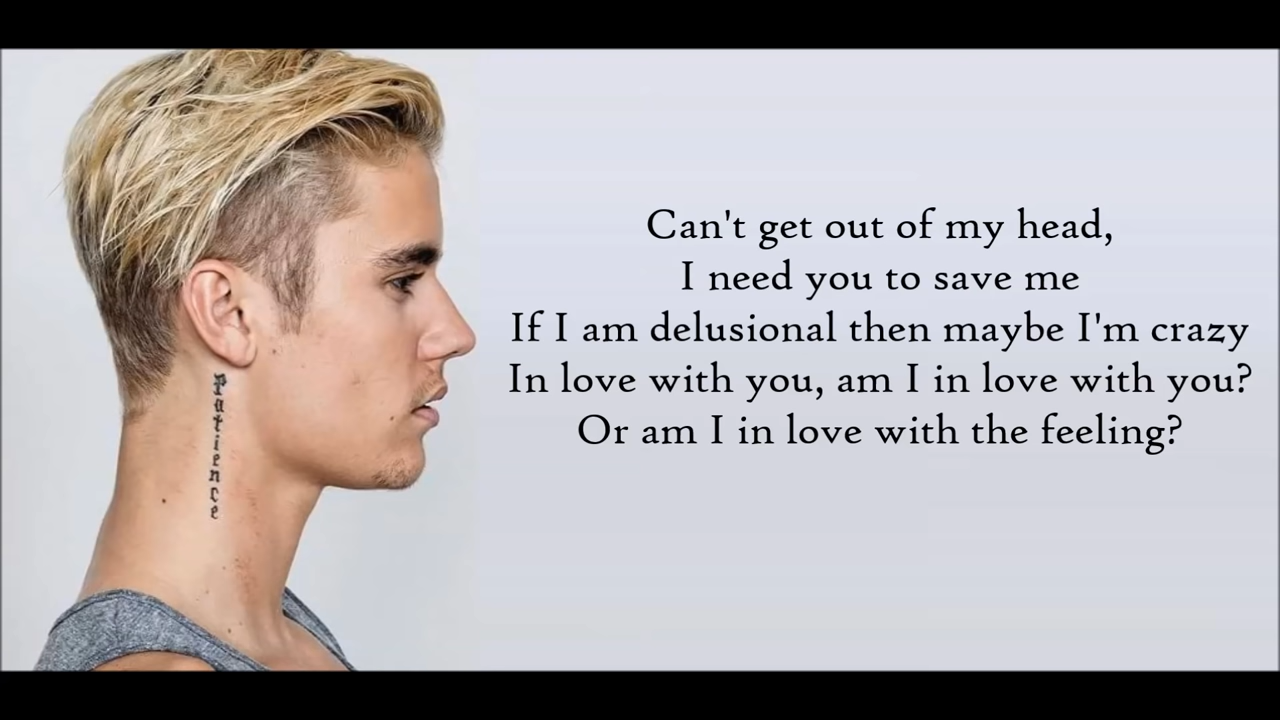 Patience
Can't get out of my head,
I need you to save me
If I am delusional then maybe I'm crazy
In love with you, am I in love with you?
Or am I in love with the feeling?